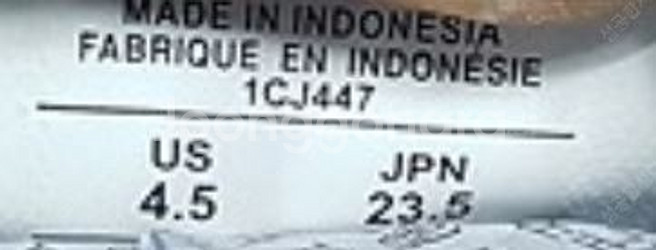 MADE IN INDONESIA
FABRIQUE EN INDONÉSIE
1CJ447
US JPN
4.5 23.5